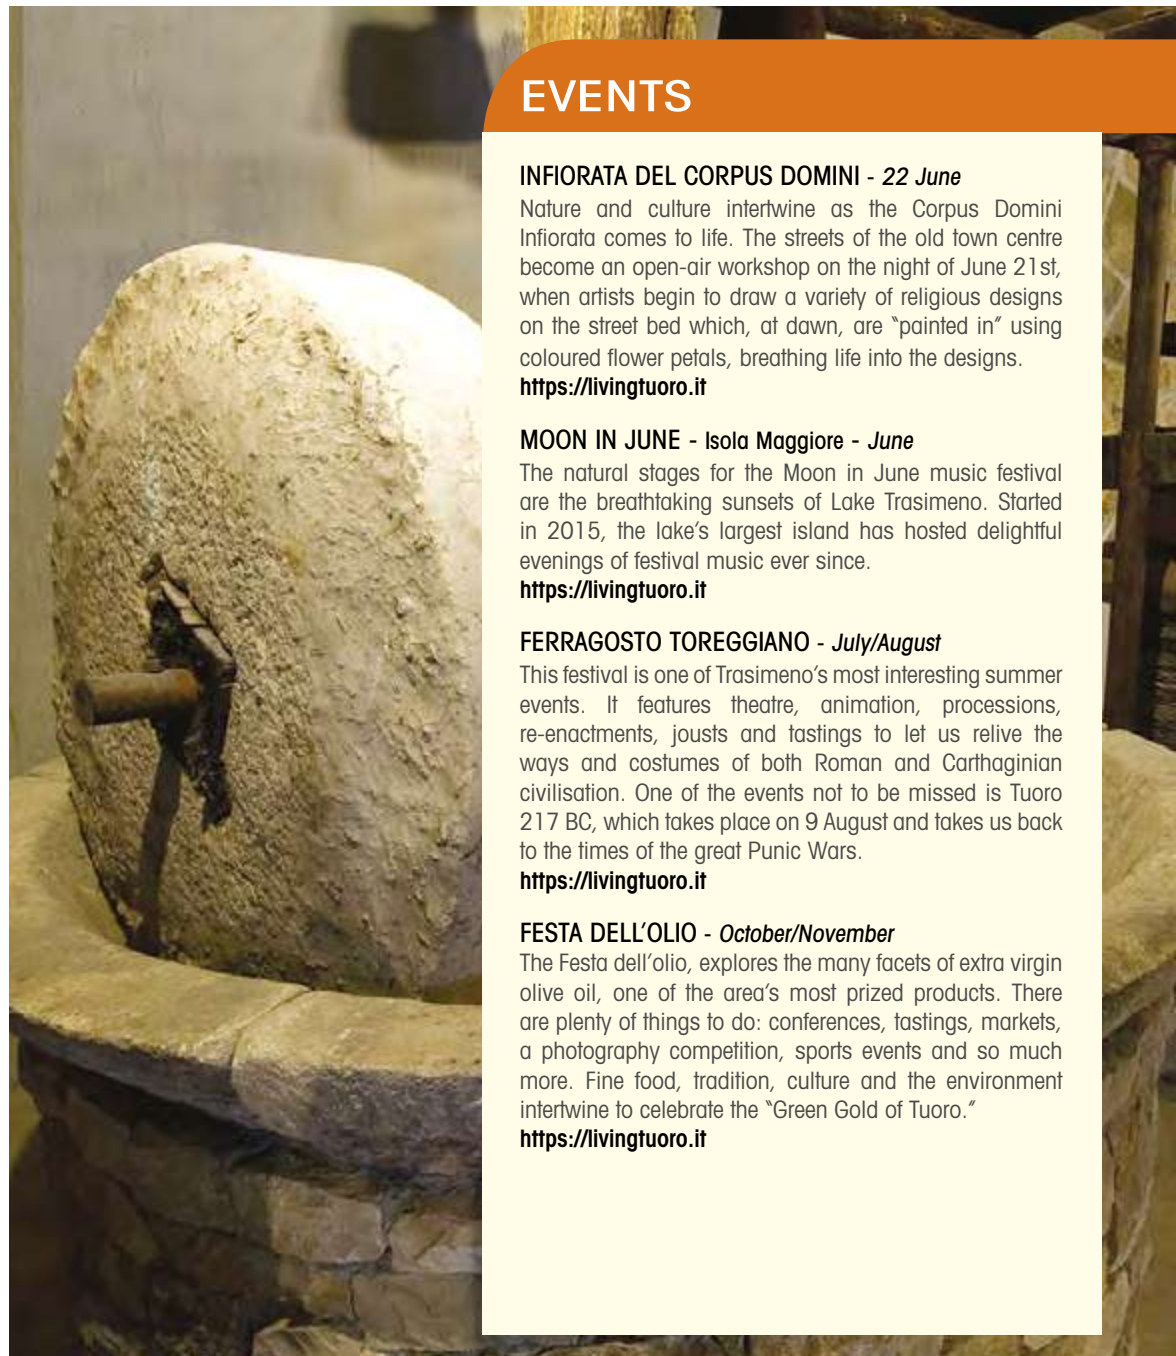 EVENTS
INFIORATA DEL CORPUS DOMINI - 22 June
Nature and culture intertwine as the Corpus Domini
Infiorata comes to life. The streets of the old town centre
become an open-air workshop on the night of June 21st,
when artists begin to draw a variety of religious designs
on the street bed which, at dawn, are “painted in” using
coloured flower petals, breathing life into the designs.
https://livingtuoro.it
MOON IN JUNE - Isola Maggiore - June
The natural stages for the Moon in June music festival
are the breathtaking sunsets of Lake Trasimeno. Started
in 2015, the lake’s largest island has hosted delightful
evenings of festival music ever since.
https://livingtuoro.it
FERRAGOSTO TOREGGIANO - July/August
This festival is one of Trasimeno’s most interesting summer
events. It features theatre, animation, processions,
re-enactments, jousts and tastings to let us relive the
ways and costumes of both Roman and Carthaginian
civilisation. One of the events not to be missed is Tuoro
217 BC, which takes place on 9 August and takes us back
to the times of the great Punic Wars.
https://livingtuoro.it
FESTA DELL’OLIO - October/November
The Festa dell’olio, explores the many facets of extra virgin
olive oil, one of the area’s most prized products. There
are plenty of things to do: conferences, tastings, markets,
a photography competition, sports events and so much
more. Fine food, tradition, culture and the environment
intertwine to celebrate the “Green Gold of Tuoro.”
https://livingtuoro.it